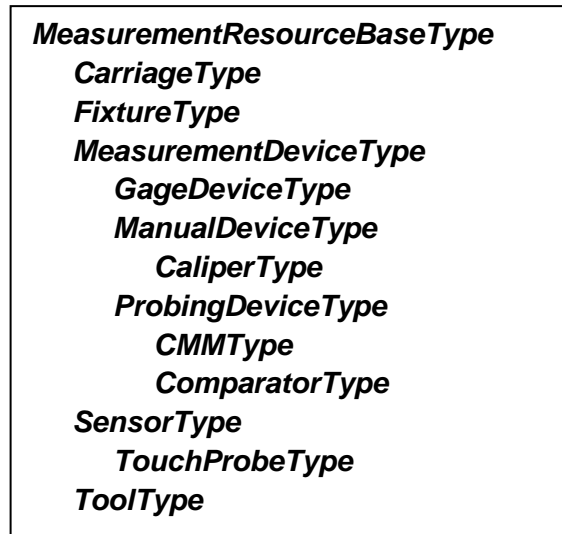 MeasurementResourceBaseType
CarriageType
FixtureType
MeasurementDeviceType
GageDeviceType
ManualDeviceType
CaliperType
ProbingDeviceType
CMMType
ComparatorType
SensorType
TouchProbeType
ToolType